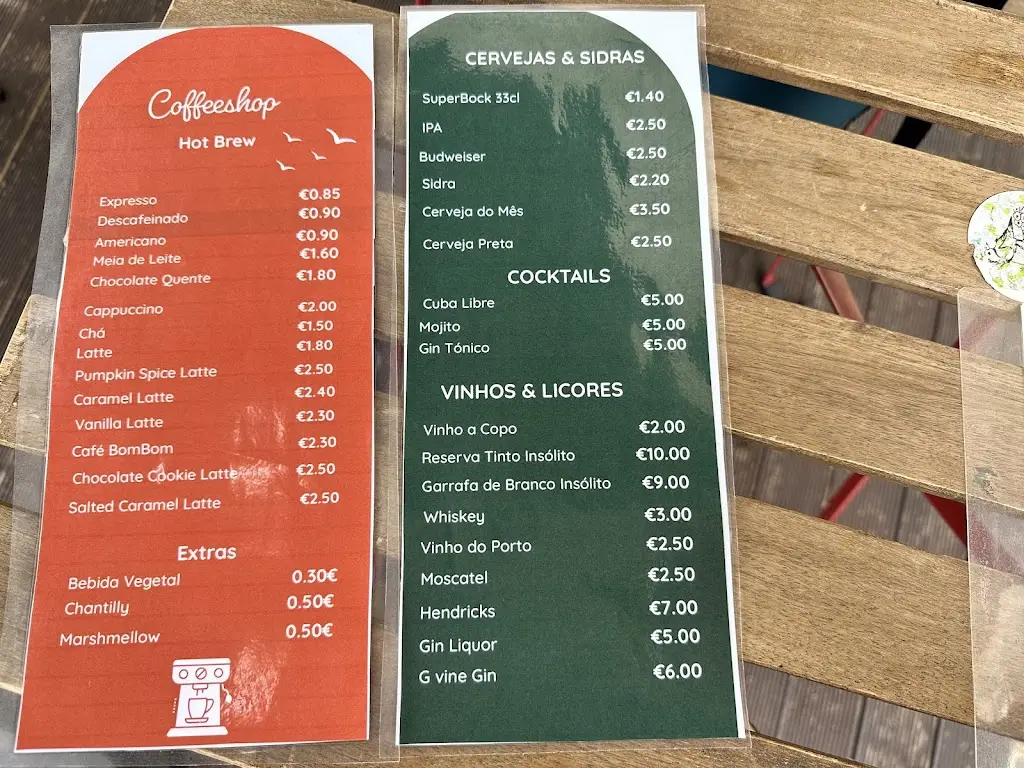 Coffeeshop
Hot Brew
Expresso €0.85
Descafeinado €0.90
Americano €0.90
Meia de Leite €1.60
Chocolate Quente €1.80
Cappuccino €2.00
Chá €1.50
Latte €1.80
Pumpkin Spice Latte €2.50
Caramel Latte €2.40
Vanilla Latte €2.30
Café BomBom €2.30
Chocolate Cookie Latte €2.50
Salted Caramel Latte €2.50
Extras
Bebida Vegetal 0.30€
Chantilly 0.50€
Marshmellow 0.50€
CERVEJAS & SIDRAS
SuperBock 33cl €1.40
IPA €2.50
Budweiser €2.50
Sidra €2.20
Cerveja do Mês €3.50
Cerveja Preta €2.50
COCKTAILS
Cuba Libre €5.00
Mojito €5.00
Gin Tónico €5.00
VINHOS & LICORES
Vinho a Copo €2.00
Reserva Tinto Insólito €10.00
Garrafa de Branco Insólito €9.00
Whiskey €3.00
Vinho do Porto €2.50
Moscatel €2.50
Hendricks €7.00
Gin Liquor €5.00
G vine Gin €6.00